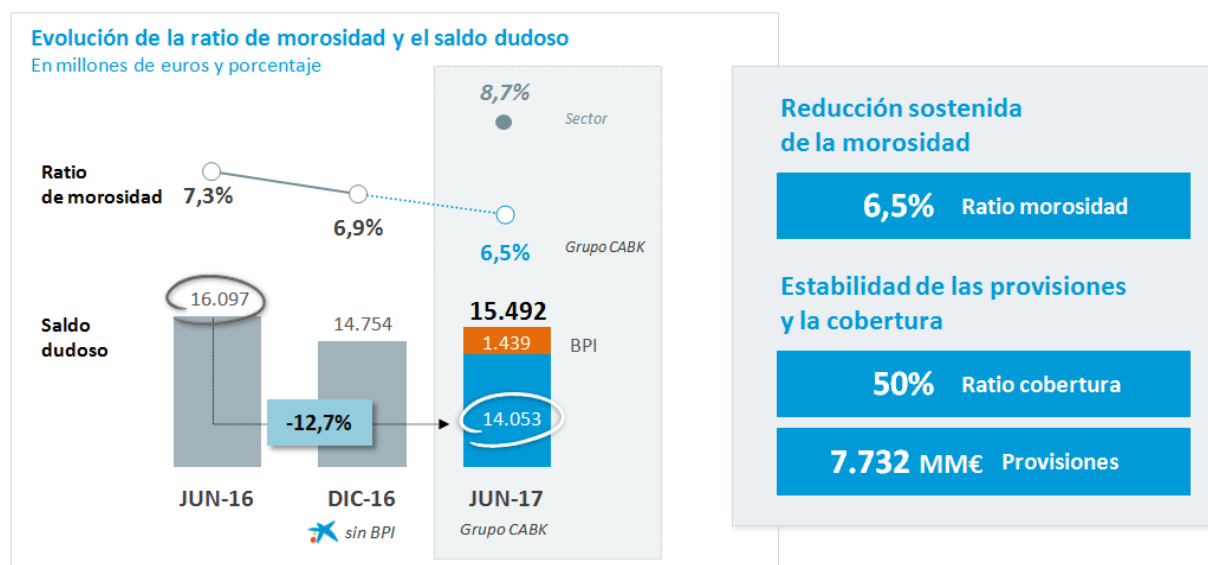 Evolución de la ratio de morosidad y el saldo dudoso
En millones de euros y porcentaje
8,7%
Sector
Ratio
de morosidad
7,3%
6,9%
6,5%
Grupo CABK
Saldo
dudoso
16.097
14.754
15.492
1.439
BPI
14.053
-12,7%
JUN-16
DIC-16
JUN-17
sin BPI
Grupo CABK
Reducción sostenida
de la morosidad
6,5% Ratio morosidad
Estabilidad de las provisiones
y la cobertura
50% Ratio cobertura
7.732 MM€ Provisiones